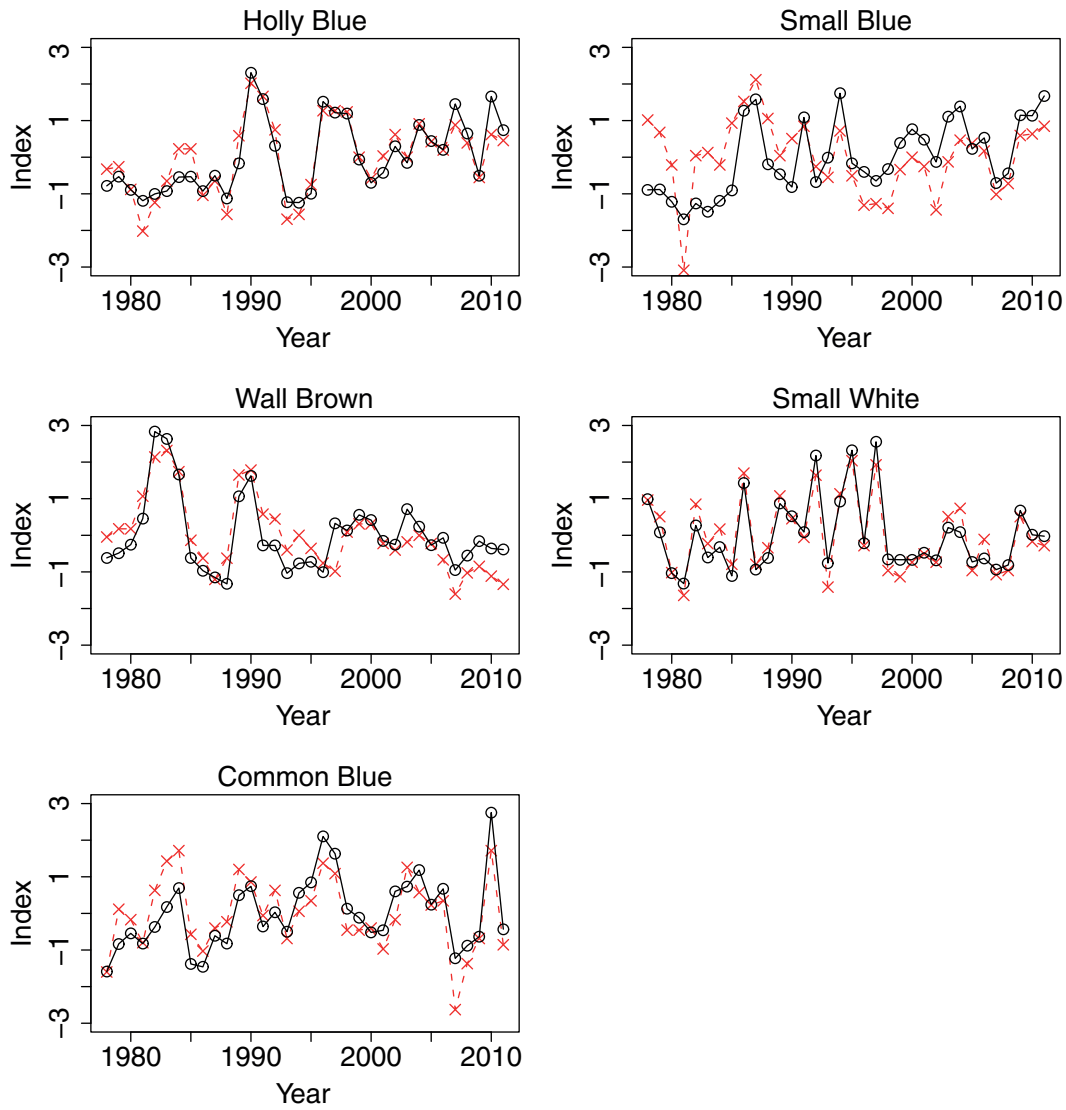 Holly Blue
Index
3
1
−1
−3
1980
1990
2000
2010
Year
Small Blue
Index
3
1
−1
−3
1980
1990
2000
2010
Year
Wall Brown
Index
3
1
−1
−3
1980
1990
2000
2010
Year
Small White
Index
3
1
−1
−3
1980
1990
2000
2010
Year
Common Blue
Index
3
1
−1
−3
1980
1990
2000
2010
Year